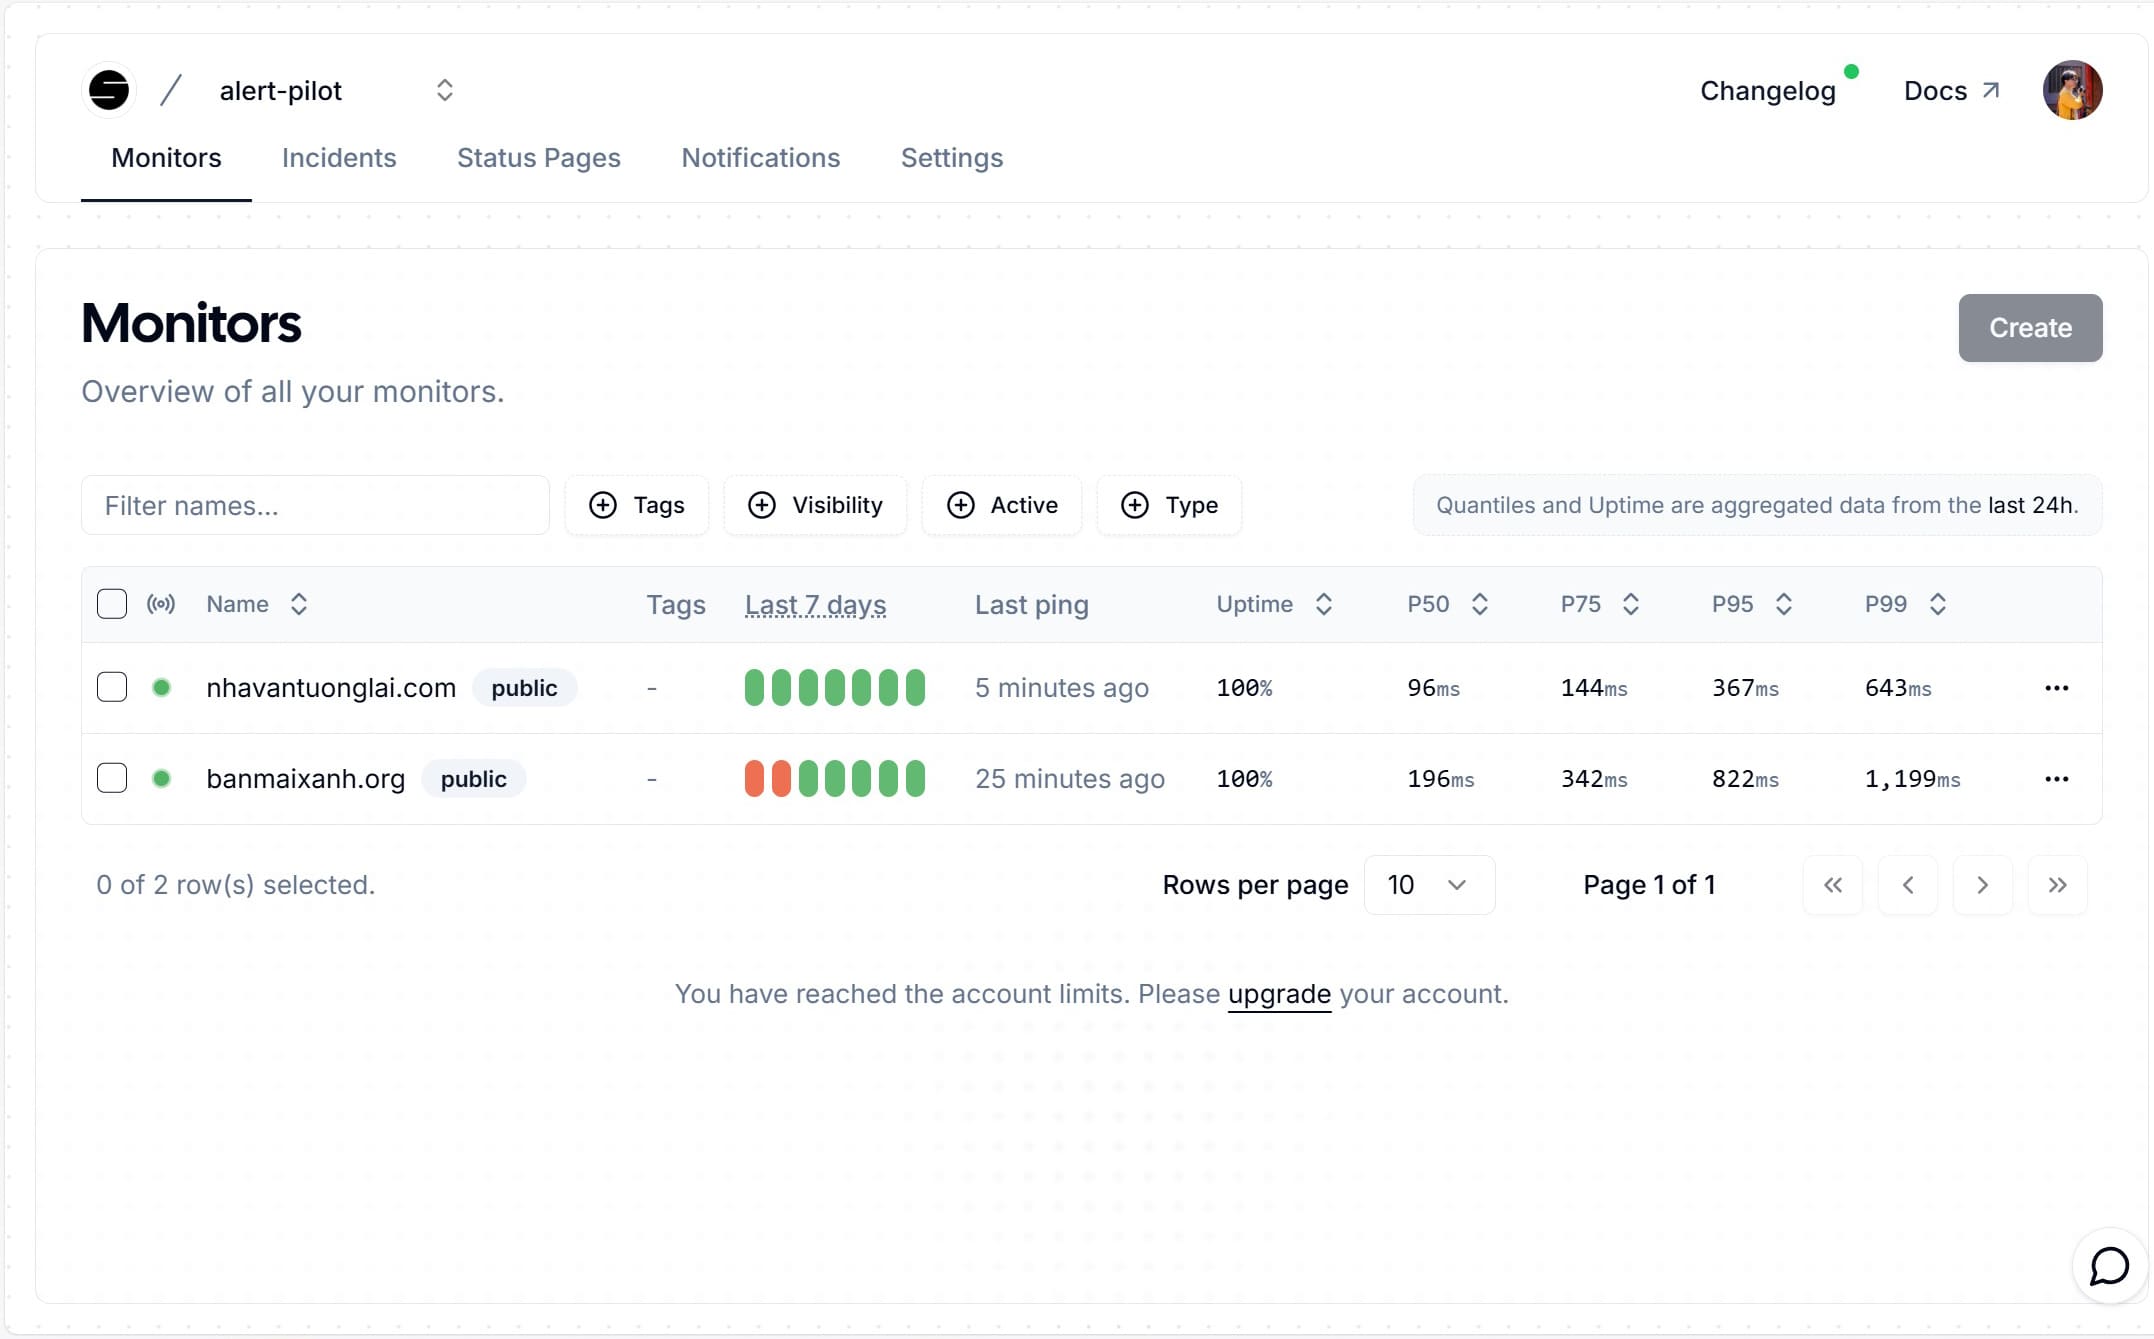 alert-pilot
Changelog
Docs
Monitors Incidents Status Pages Notifications Settings
Monitors
Create
Overview of all your monitors.
Filter names...
Tags
Visibility
Active
Type
Quantiles and Uptime are aggregated data from the last 24h.
Name Tags Last 7 days Last ping Uptime P50 P75 P95 P99
nhavantuonglai.com public - 5 minutes ago 100% 96ms 144ms 367ms 643ms
banmaixanh.org public - 25 minutes ago 100% 196ms 342ms 822ms 1,199ms
0 of 2 row(s) selected.
Rows per page 10
Page 1 of 1
You have reached the account limits. Please upgrade your account.